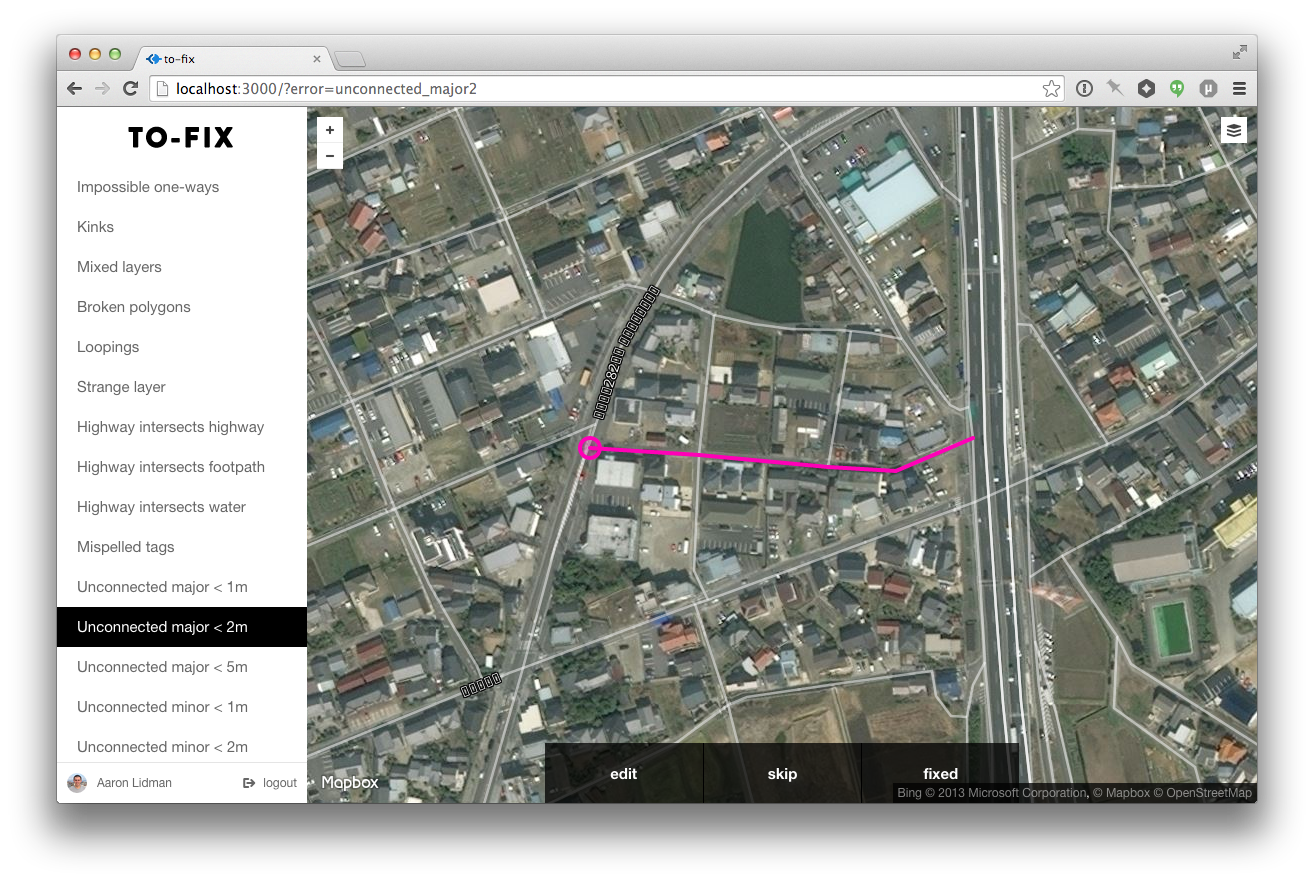 to-fix
localhost:3000/?error=unconnected_major2
TO-FIX
Impossible one-ways
Kinks
Mixed layers
Broken polygons
Loopings
Strange layer
Highway intersects highway
Highway intersects footpath
Highway intersects water
Mispelled tags
Unconnected major < 1m
Unconnected major < 2m
Unconnected major < 5m
Unconnected minor < 1m
Unconnected minor < 2m
Aaron Lidman
logout
+
−
282
Mapbox
edit
skip
fixed
Bing © 2013 Microsoft Corporation, © Mapbox © OpenStreetMap